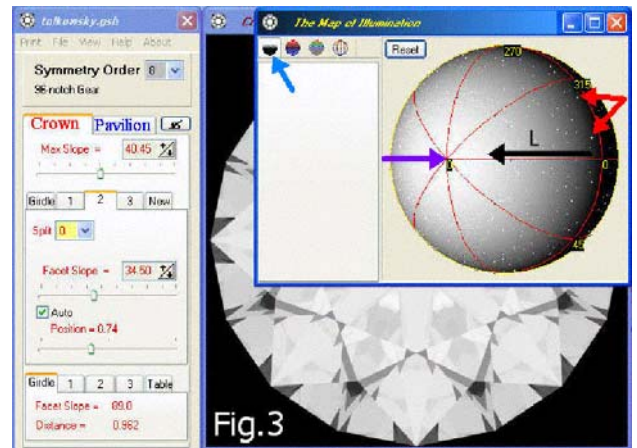 tolkowsky.gsh
Print File View Help About
Symmetry Order 8
96-notch Gear
Crown Pavilion
Max Slope = 40.45
Girdle 1 2 3 New
Split 0
Facet Slope = 34.50
Auto
Position = 0.74
Girdle 1 2 3 Table
Facet Slope = 89.0
Distance = 0.962
The Map of Illumination
Reset
270
315
L
0
45
Fig.3